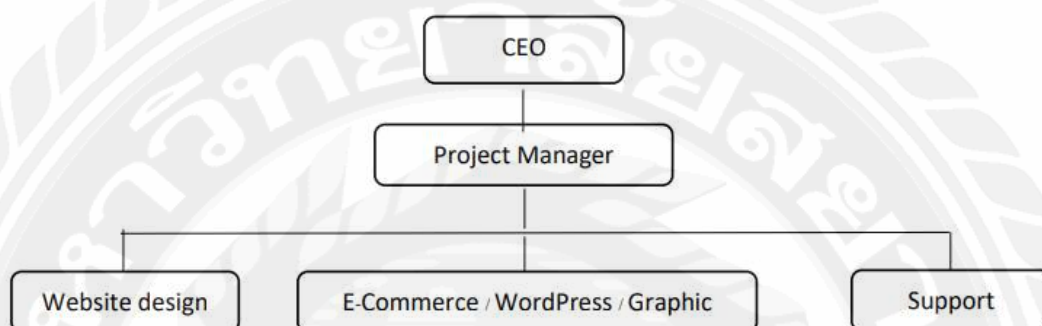 CEO
Project Manager
Website design
E-Commerce / WordPress / Graphic
Support